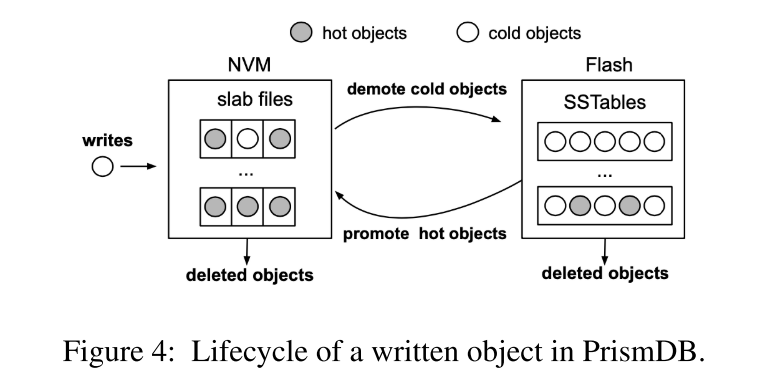 hot objects
cold objects
NVM
Flash
slab files
demote cold objects
SSTables
writes
...
...
promote hot objects
deleted objects
deleted objects
Figure 4: Lifecycle of a written object in PrismDB.